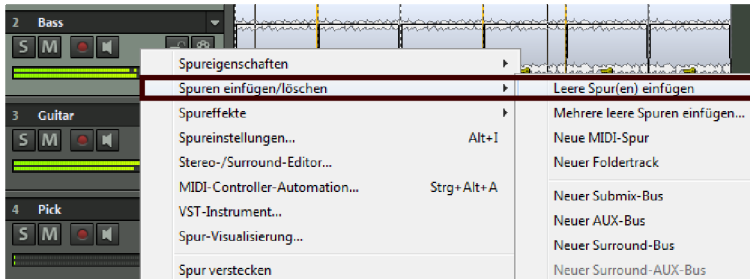 2 Bass
S M
Spureigenschaften
Spuren einfügen/löschen
Spureffekte
Spureinstellungen... Alt+I
Stereo-/Surround-Editor...
MIDI-Controller-Automation... Strg+Alt+A
VST-Instrument...
Spur-Visualisierung...
Spur verstecken
Leere Spur(en) einfügen
Mehrere leere Spuren einfügen...
Neue MIDI-Spur
Neuer Foldertrack
Neuer Submix-Bus
Neuer AUX-Bus
Neuer Surround-Bus
Neuer Surround-AUX-Bus
3 Guitar
S M
4 Pick
S M